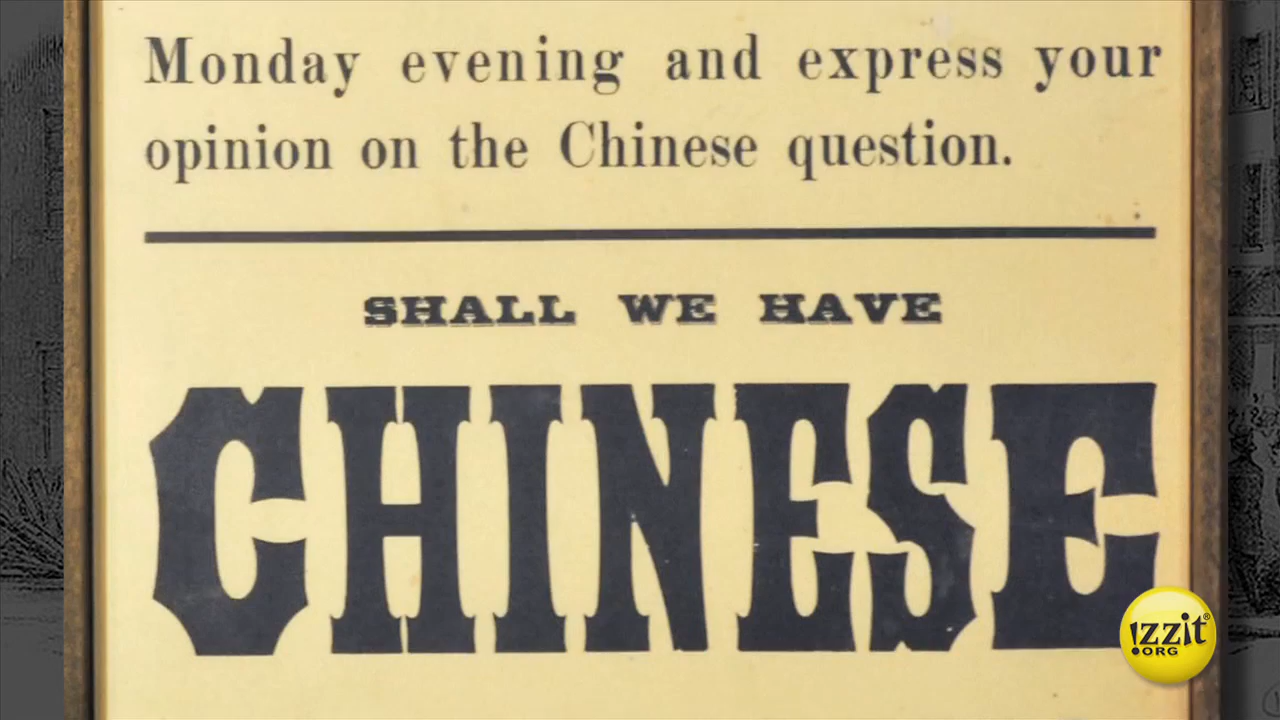 Monday evening and express your
opinion on the Chinese question.
SHALL WE HAVE
CHINESE
izzit®
.ORG